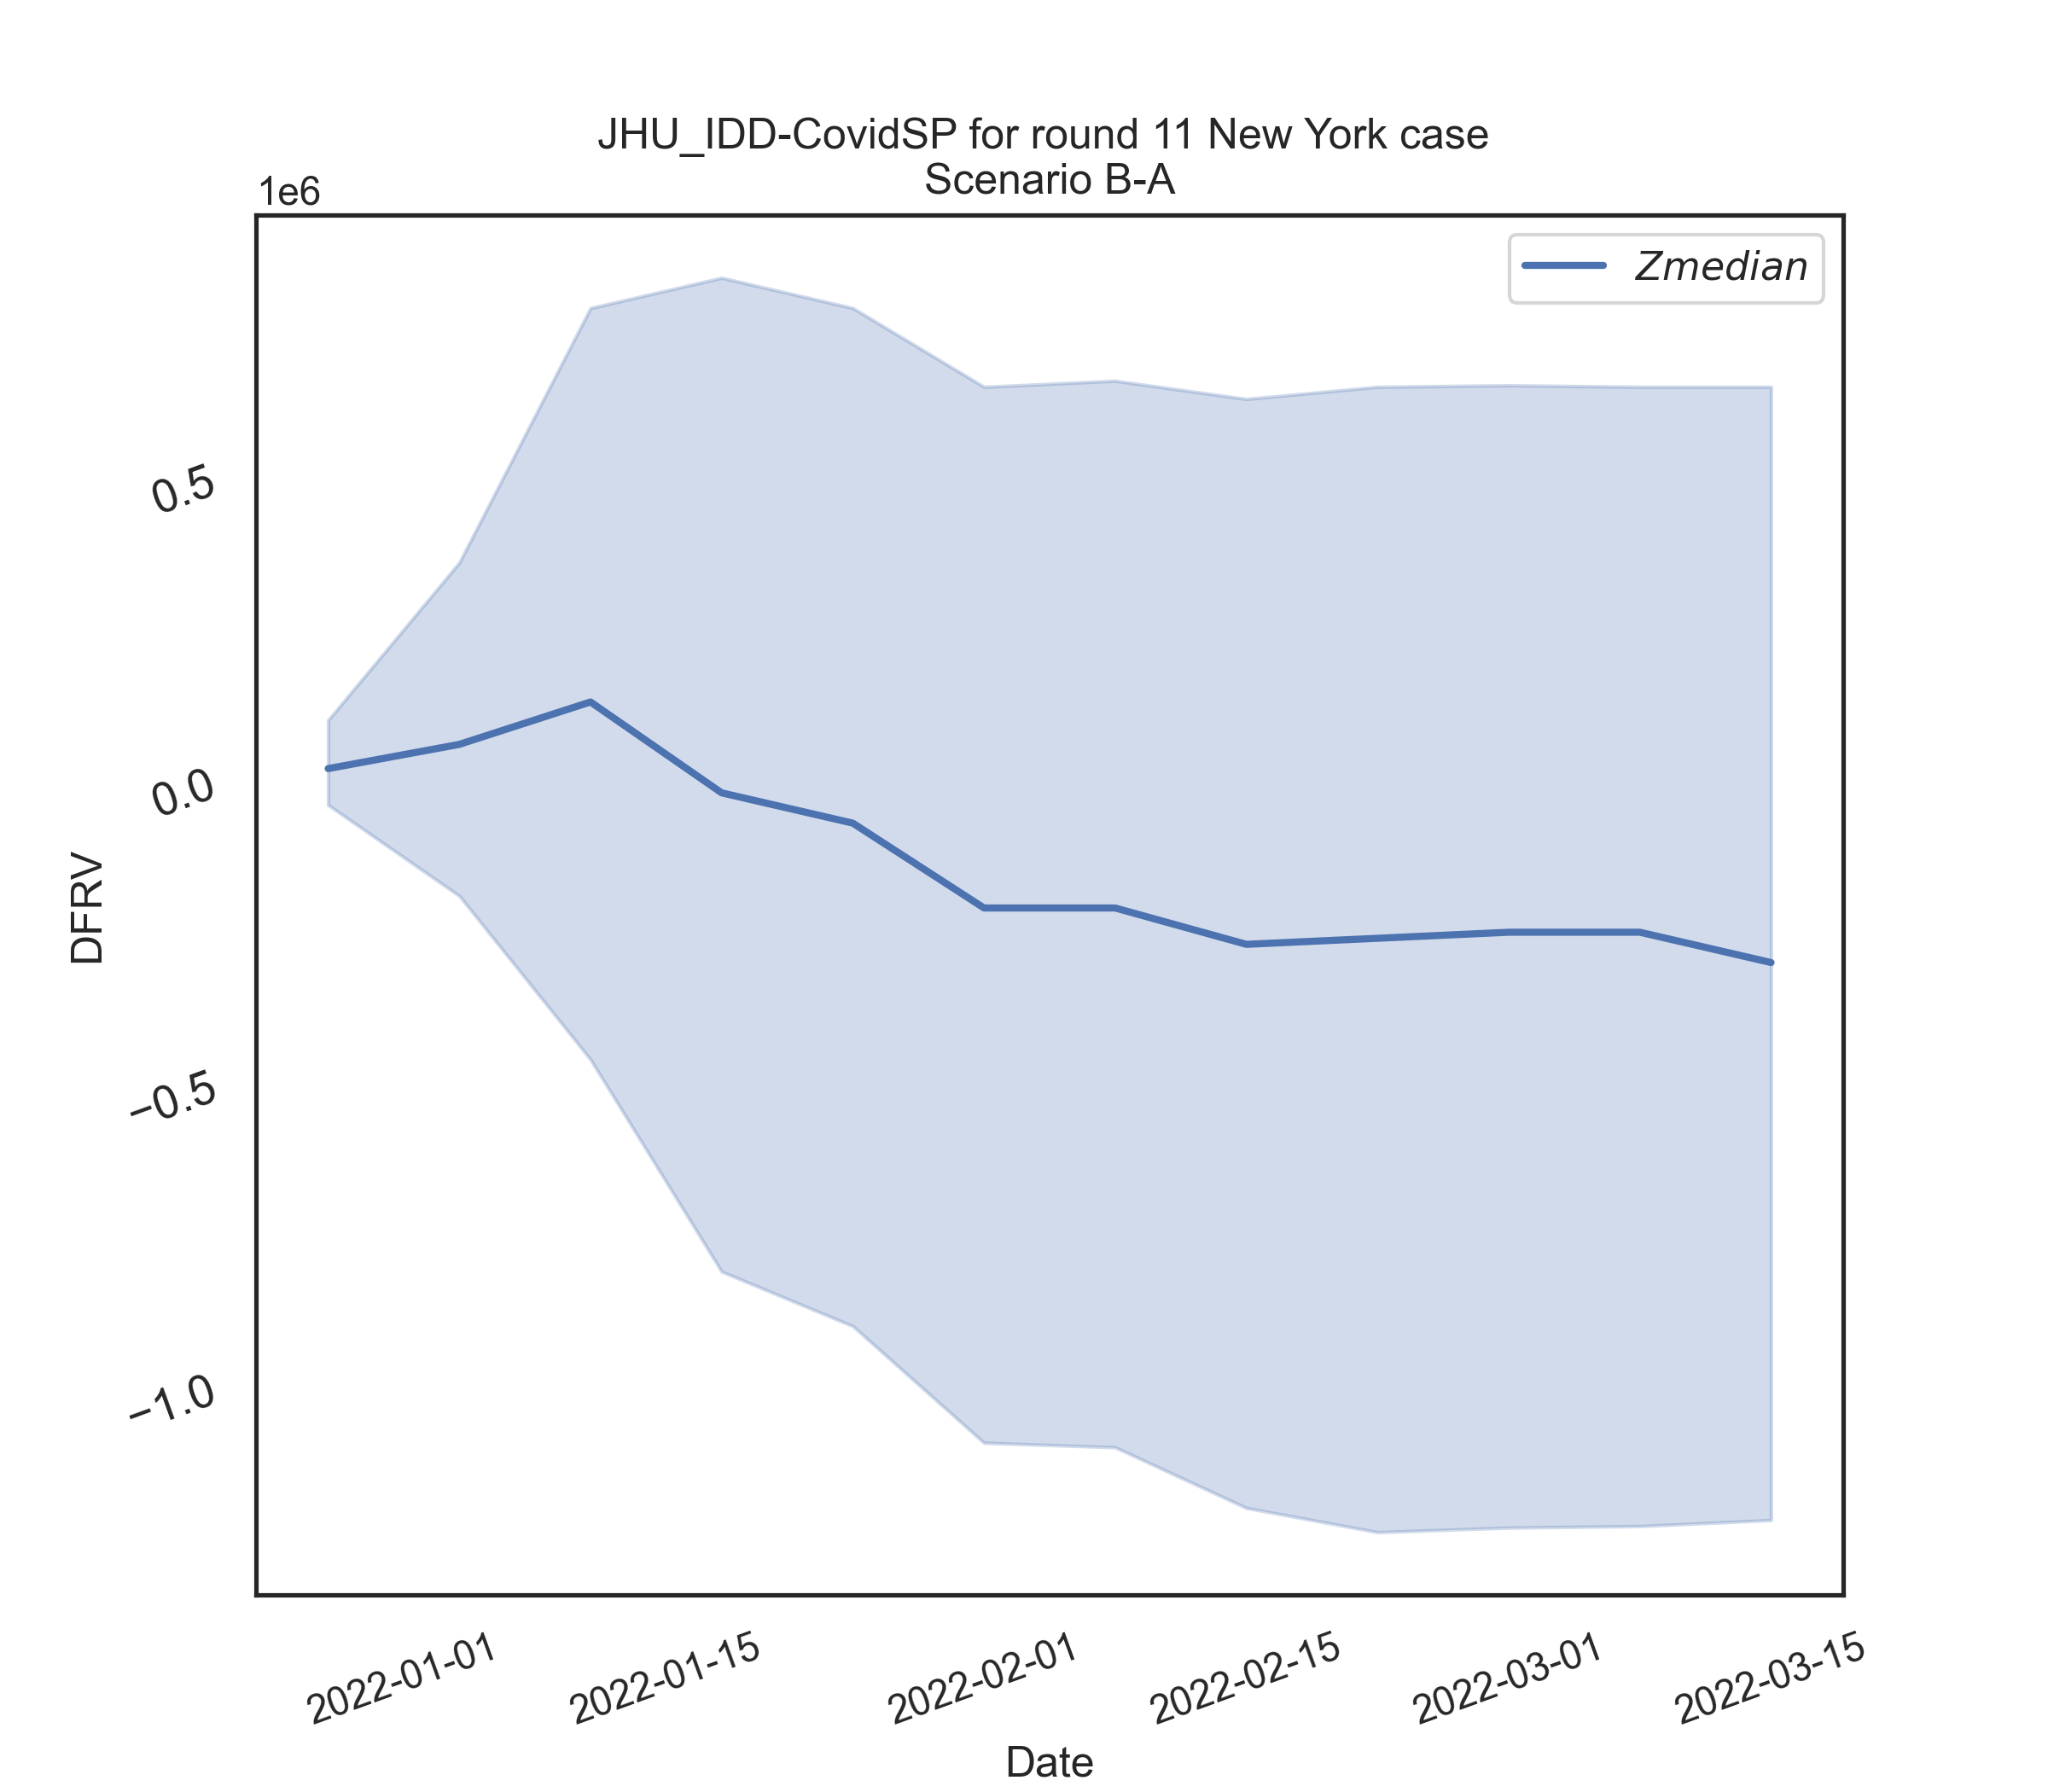 JHU_IDD-CovidSP for round 11 New York case
Scenario B-A
1e6
Zmedian
0.5
0.0
−0.5
−1.0
DFRV
2022-01-01
2022-01-15
2022-02-01
2022-02-15
2022-03-01
2022-03-15
Date